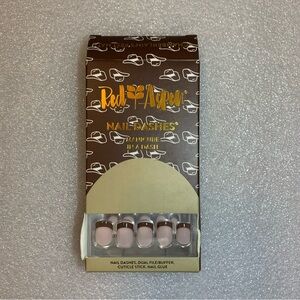 Red Aspen
NAIL DASHES®
MANICURE
IN A DASH
NAIL DASHES, DUAL FILE/BUFFER,
CUTICLE STICK, NAIL GLUE